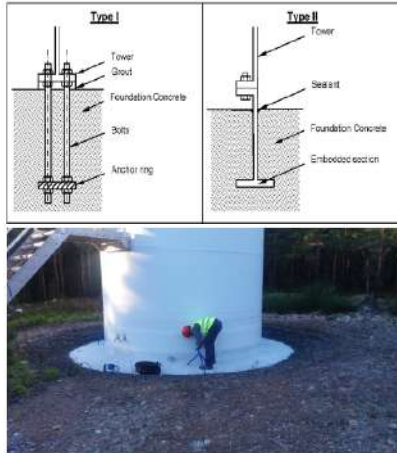 Type I
Tower
Grout
Foundation Concrete
Bolts
Anchor ring
Type II
Tower
Sealant
Foundation Concrete
Embedded section